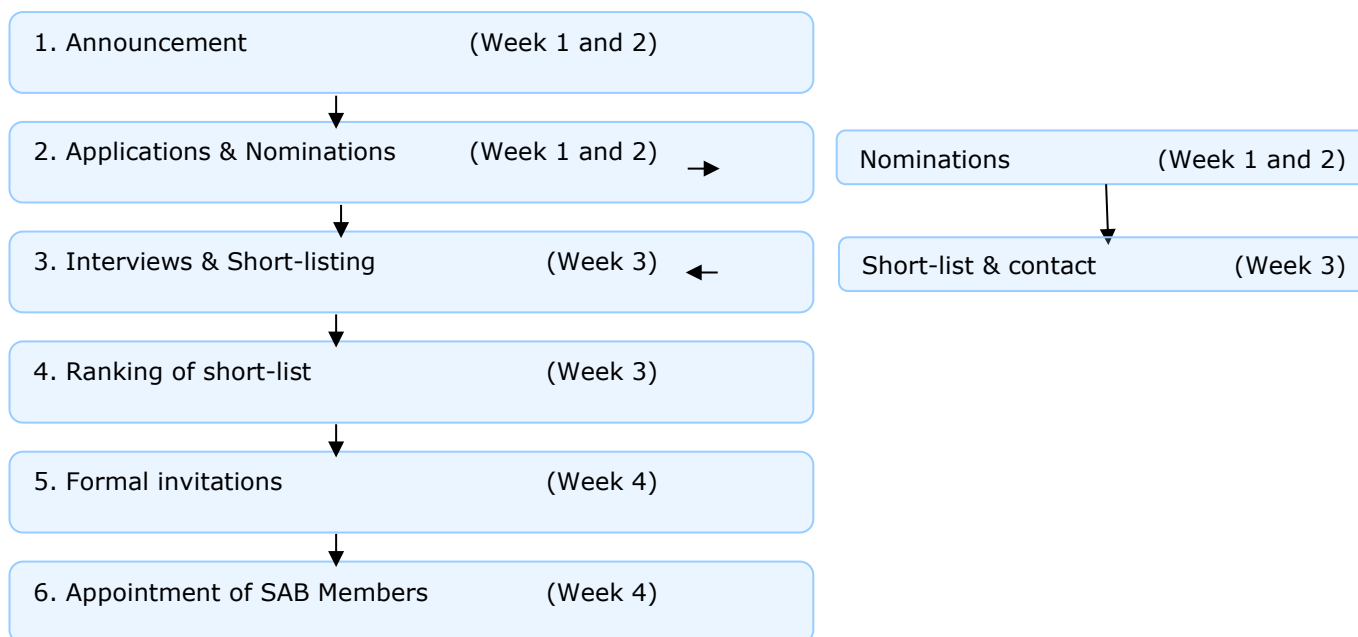 1. Announcement (Week 1 and 2)
2. Applications & Nominations (Week 1 and 2)
Nominations (Week 1 and 2)
3. Interviews & Short-listing (Week 3)
Short-list & contact (Week 3)
4. Ranking of short-list (Week 3)
5. Formal invitations (Week 4)
6. Appointment of SAB Members (Week 4)